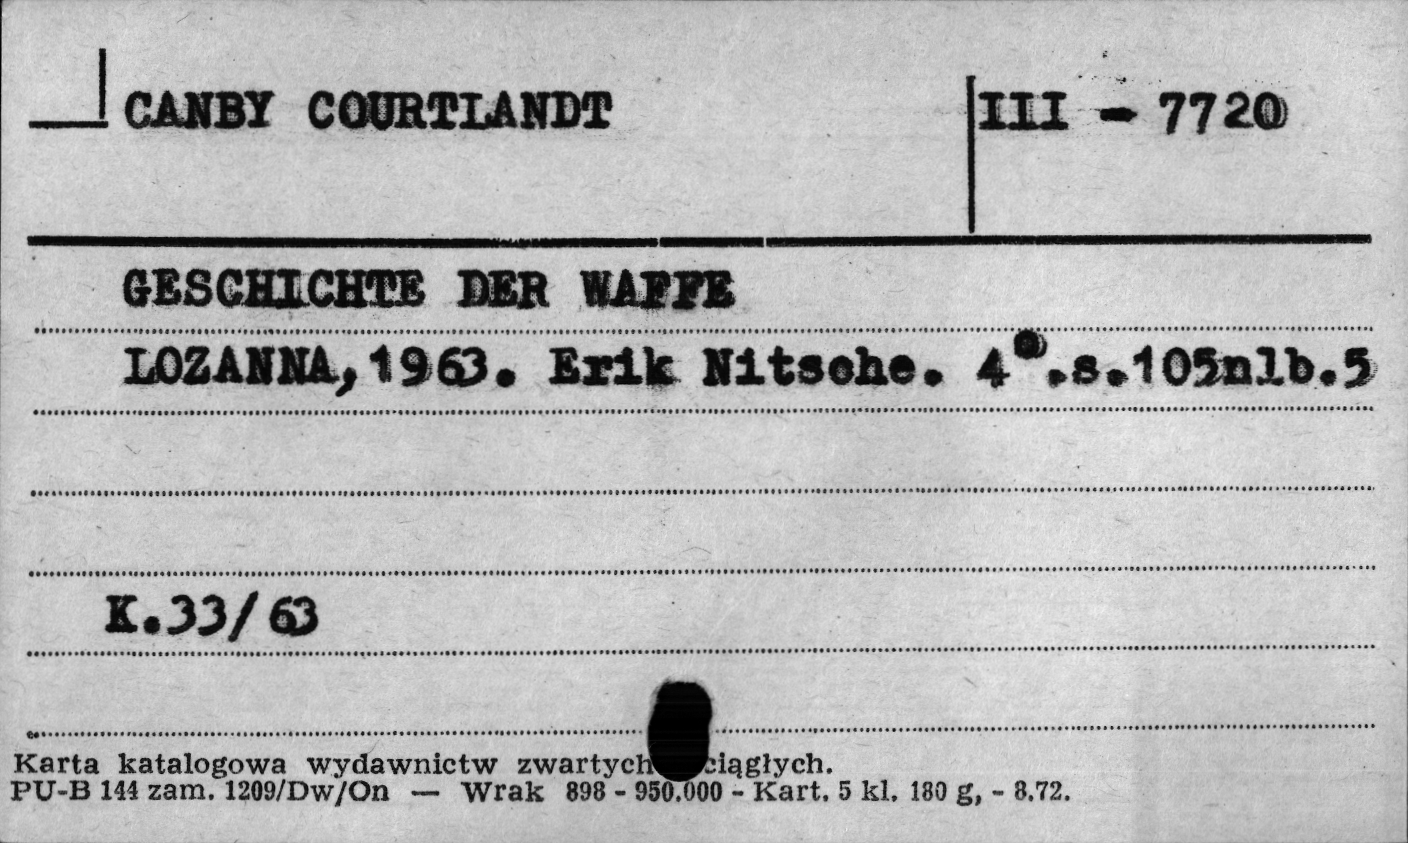 CANBY COURTLANDT III - 7720
GESCHICHTE DER WAFFE
LOZANNA, 1963. Erik Nitsche. 4°.s.105nlb.5
K.33/63
Karta katalogowa wydawnictw zwartych ciągłych.
PU-B 144 zam. 1209/Dw/On — Wrak 898 - 950.000 - Kart. 5 kl. 180 g, - 8.72.